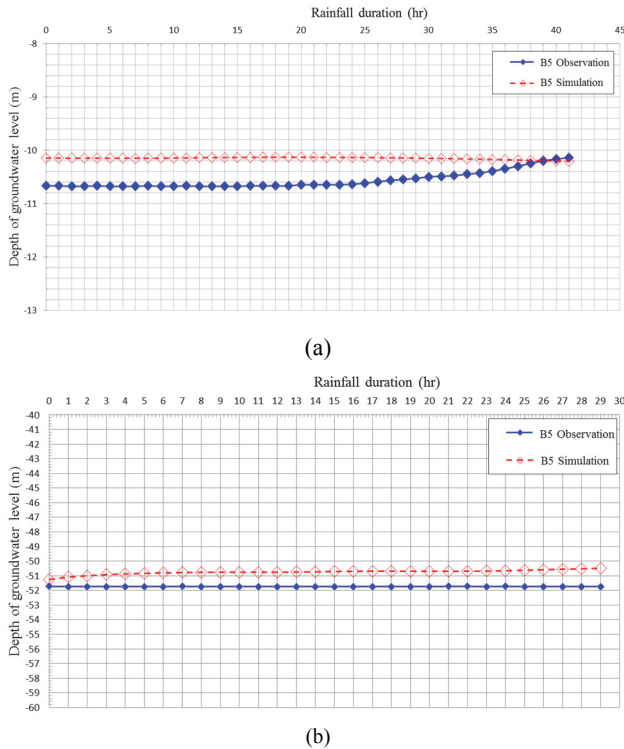 Rainfall duration (hr)
0 5 10 15 20 25 30 35 40 45
-8
-9
-10
-11
-12
-13
Depth of groundwater level (m)
B5 Observation
B5 Simulation
(a)
Rainfall duration (hr)
0 1 2 3 4 5 6 7 8 9 10 11 12 13 14 15 16 17 18 19 20 21 22 23 24 25 26 27 28 29 30
-40
-41
-42
-43
-44
-45
-46
-47
-48
-49
-50
-51
-52
-53
-54
-55
-56
-57
-58
-59
-60
Depth of groundwater level (m)
B5 Observation
B5 Simulation
(b)